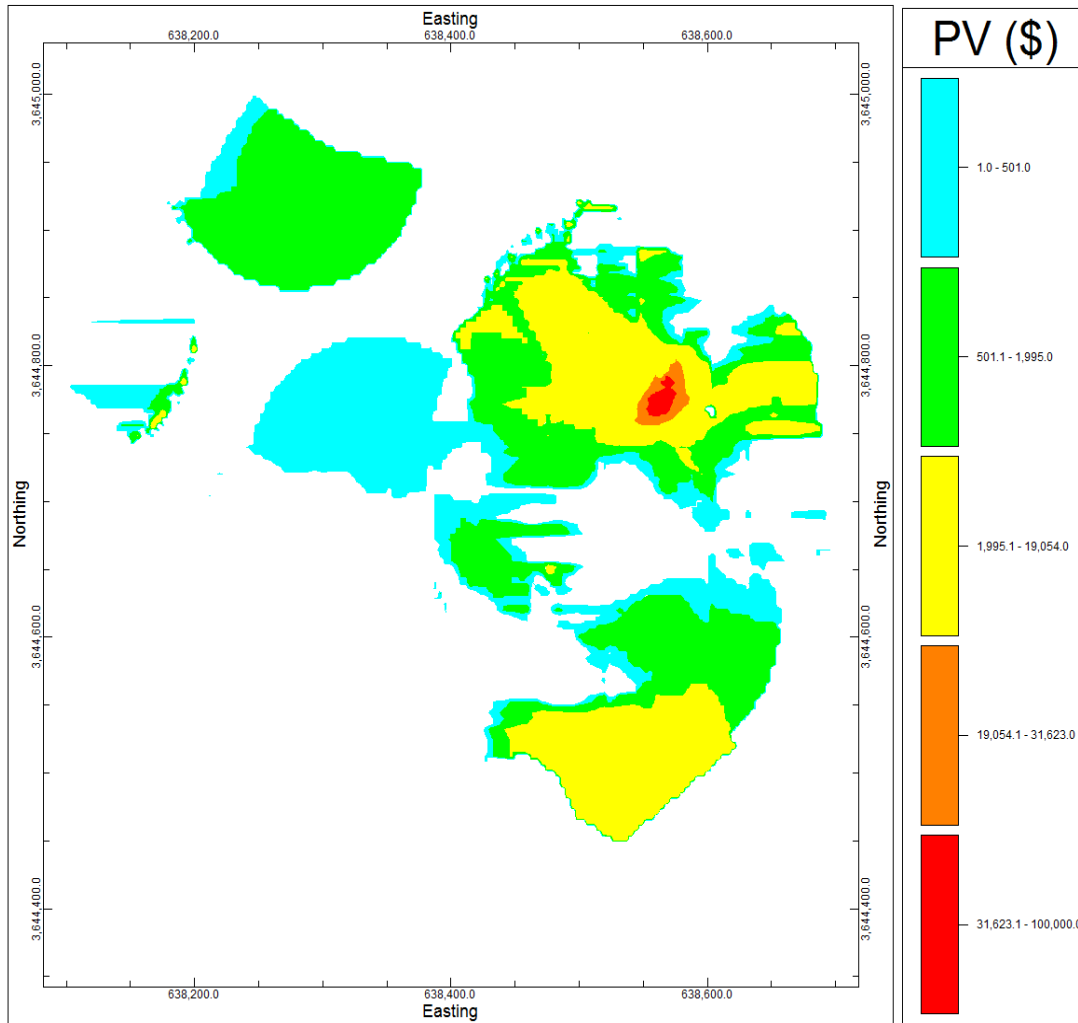 Easting
638,200.0 638,400.0 638,600.0
PV ($)
3,645,000.0
3,645,000.0
1.0 - 501.0
3,644,800.0
3,644,800.0
501.1 - 1,995.0
Northing
Northing
1,995.1 - 19,054.0
3,644,600.0
3,644,600.0
19,054.1 - 31,623.0
3,644,400.0
3,644,400.0
31,623.1 - 100,000.0
638,200.0 638,400.0 638,600.0
Easting